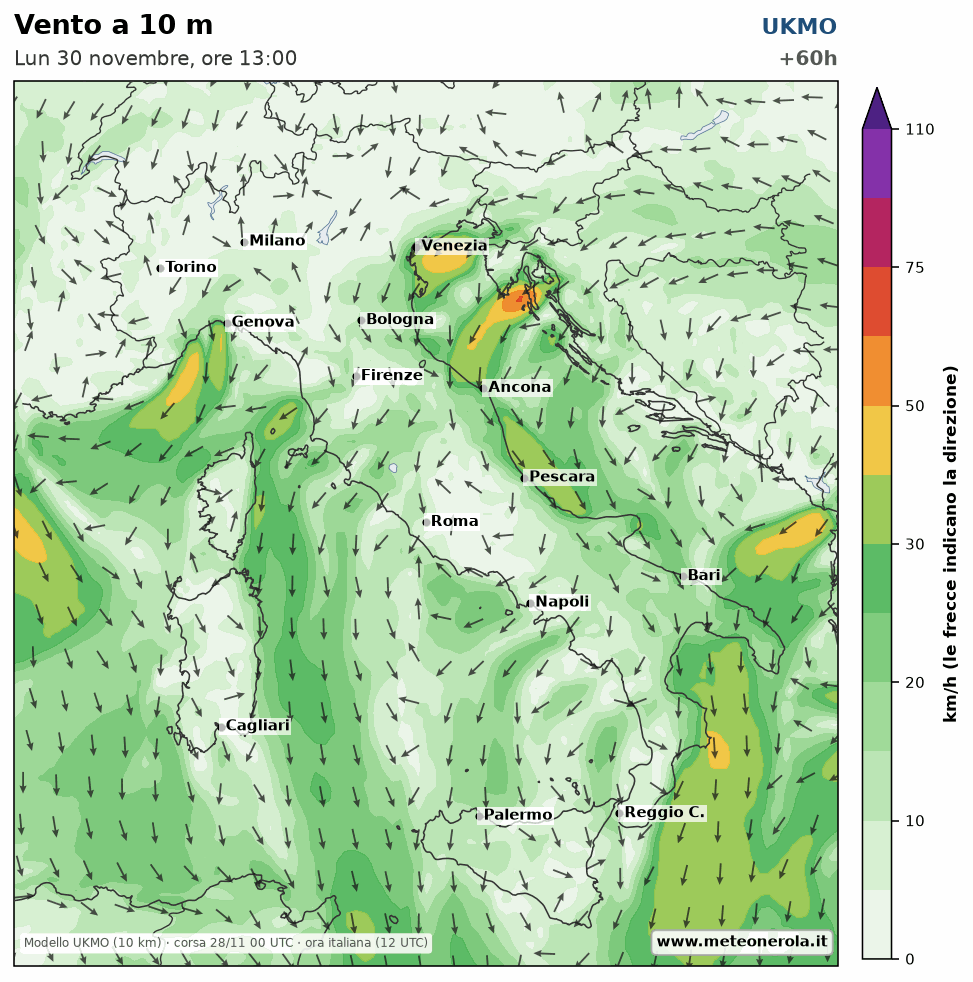 Vento a 10 m
UKMO
Lun 30 novembre, ore 13:00
+60h
Venezia
Milano
Torino
Genova
Bologna
Firenze
Ancona
Pescara
Roma
Bari
Napoli
Cagliari
Palermo
Reggio C.
110
75
50
30
20
10
0
km/h (le frecce indicano la direzione)
Modello UKMO (10 km) · corsa 28/11 00 UTC · ora italiana (12 UTC)
www.meteonerola.it